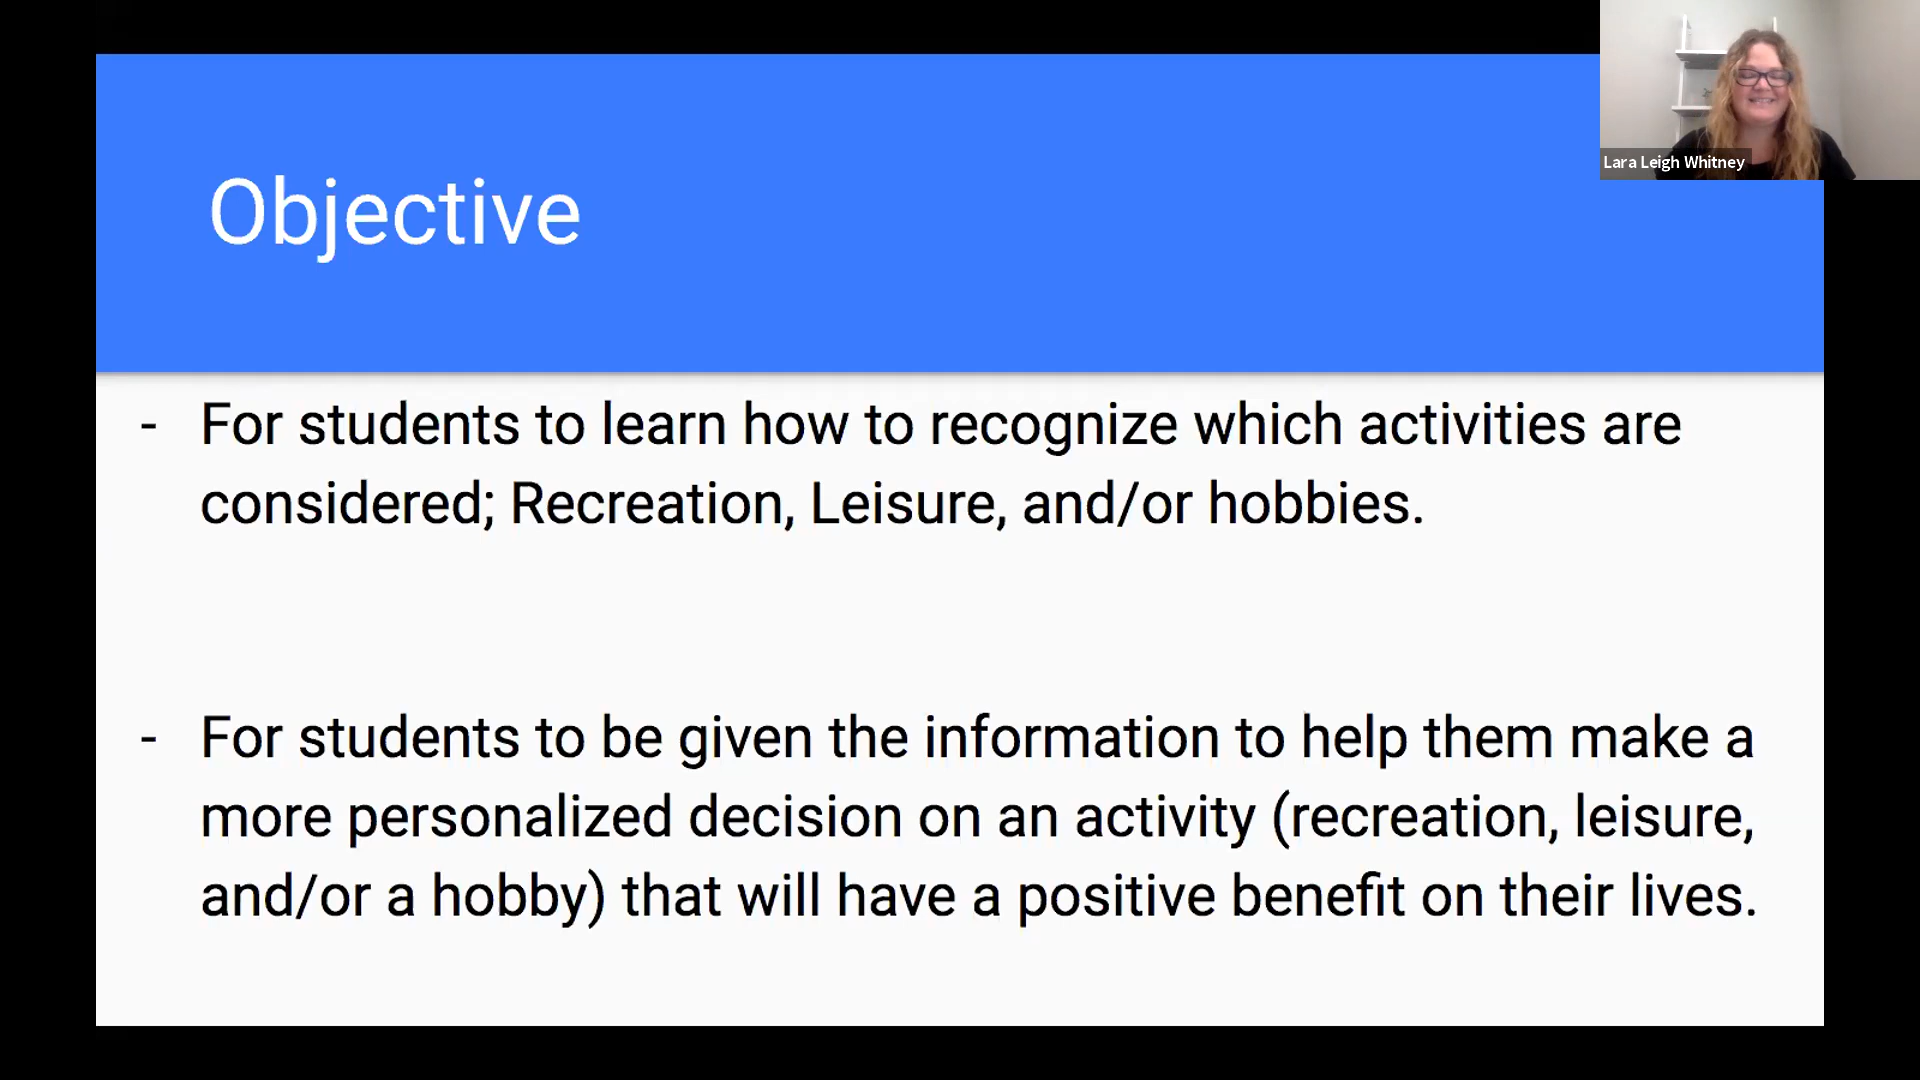 Lara Leigh Whitney
Objective
- For students to learn how to recognize which activities are
considered; Recreation, Leisure, and/or hobbies.
- For students to be given the information to help them make a
more personalized decision on an activity (recreation, leisure,
and/or a hobby) that will have a positive benefit on their lives.